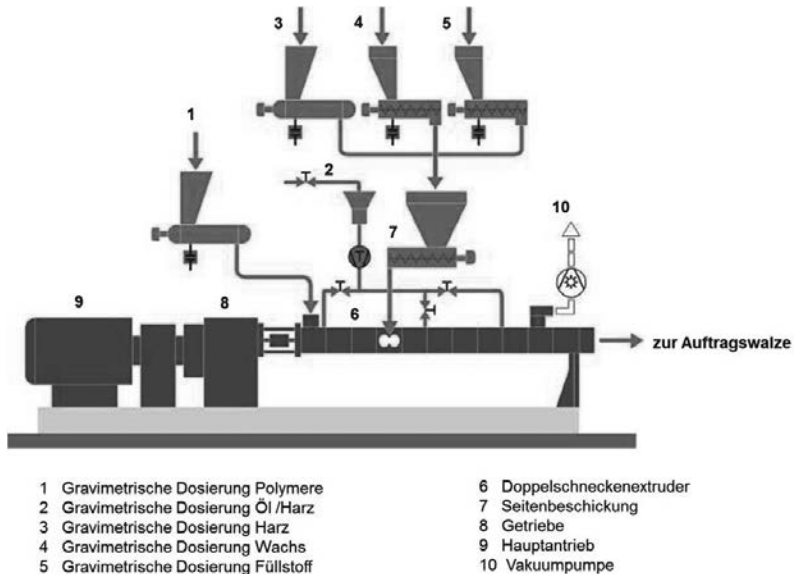 3
4
5
1
2
7
10
9
8
6
zur Auftragswalze
1 Gravimetrische Dosierung Polymere
2 Gravimetrische Dosierung Öl /Harz
3 Gravimetrische Dosierung Harz
4 Gravimetrische Dosierung Wachs
5 Gravimetrische Dosierung Füllstoff
6 Doppelschneckenextruder
7 Seitenbeschickung
8 Getriebe
9 Hauptantrieb
10 Vakuumpumpe